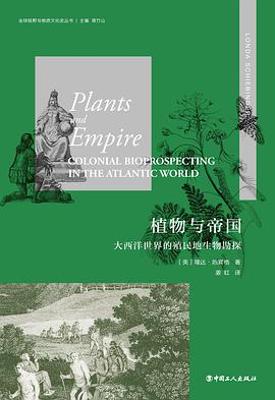 全球视野与物质文化史丛书 / 主编 蒋竹山
LONDA SCHIEBINGER
Plants
and
Empire
COLONIAL BIOPROSPECTING
IN THE ATLANTIC WORLD
植物与帝国
大西洋世界的殖民地生物勘探
〔美〕隆达·施宾格 著
姜虹 译
中国工人出版社